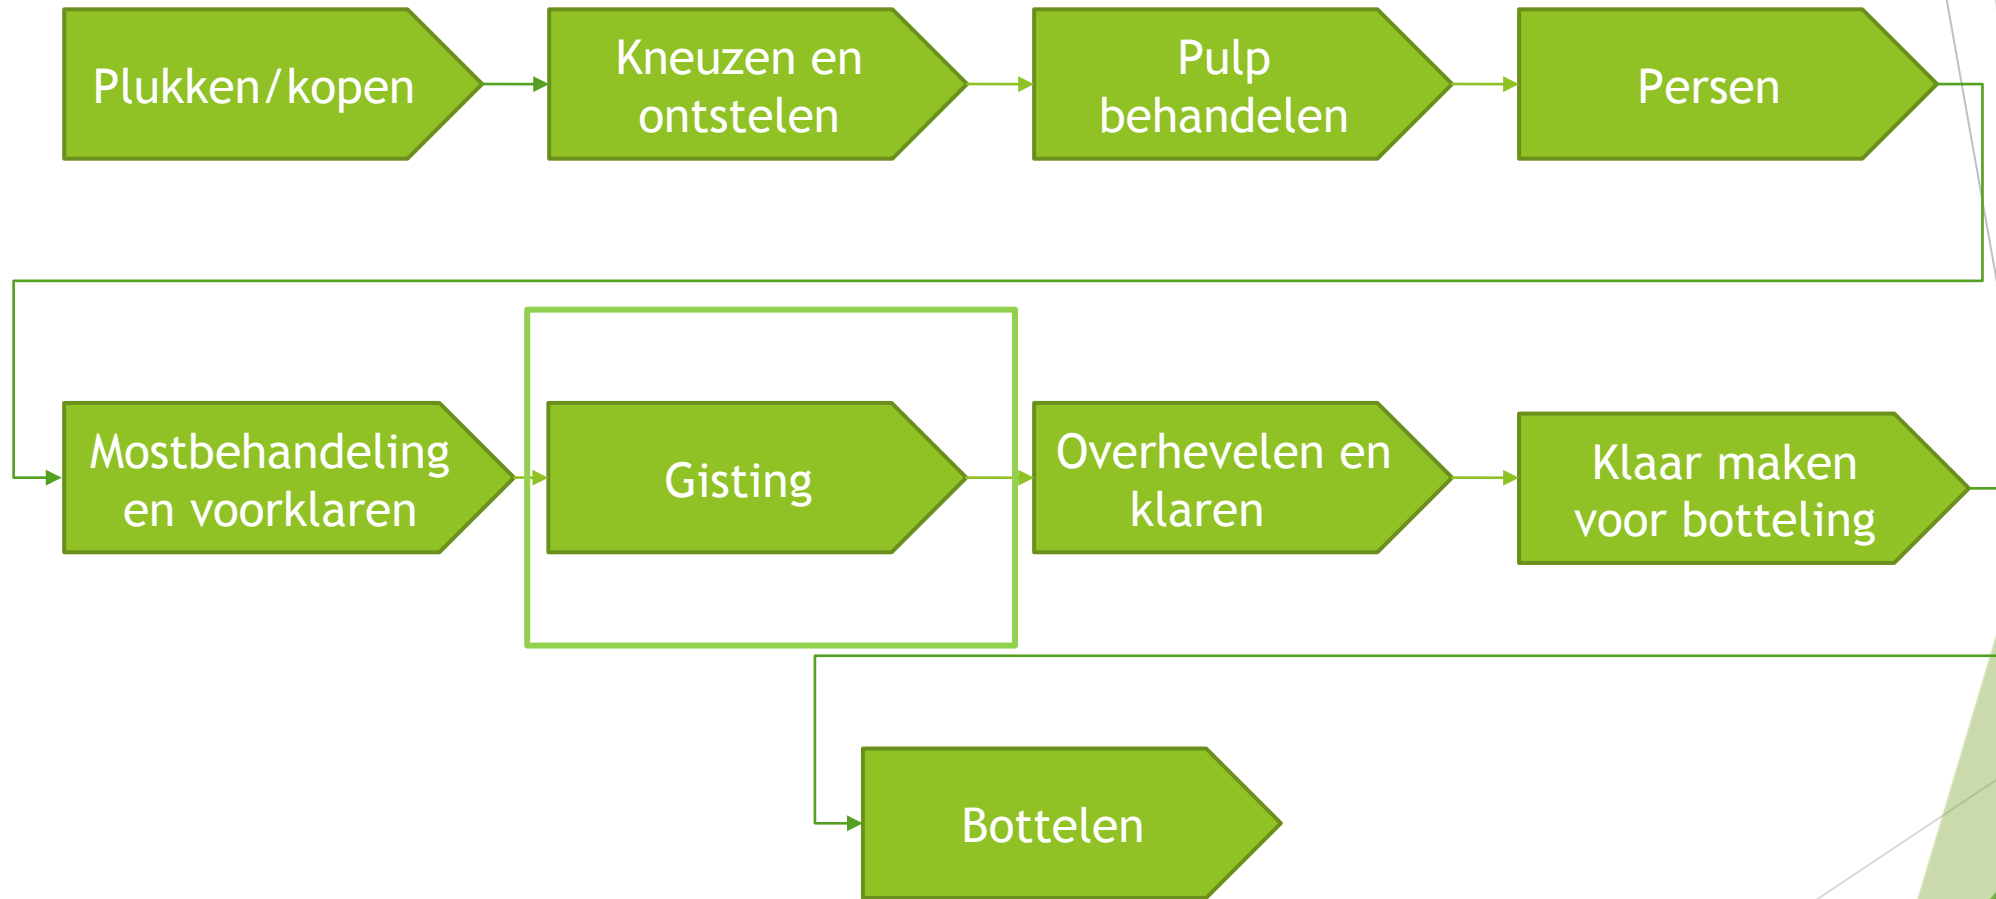 Plukken/kopen
Kneuzen en
ontstelen
Pulp
behandelen
Persen
Mostbehandeling
en voorklaren
Gisting
Overhevelen en
klaren
Klaar maken
voor botteling
Bottelen